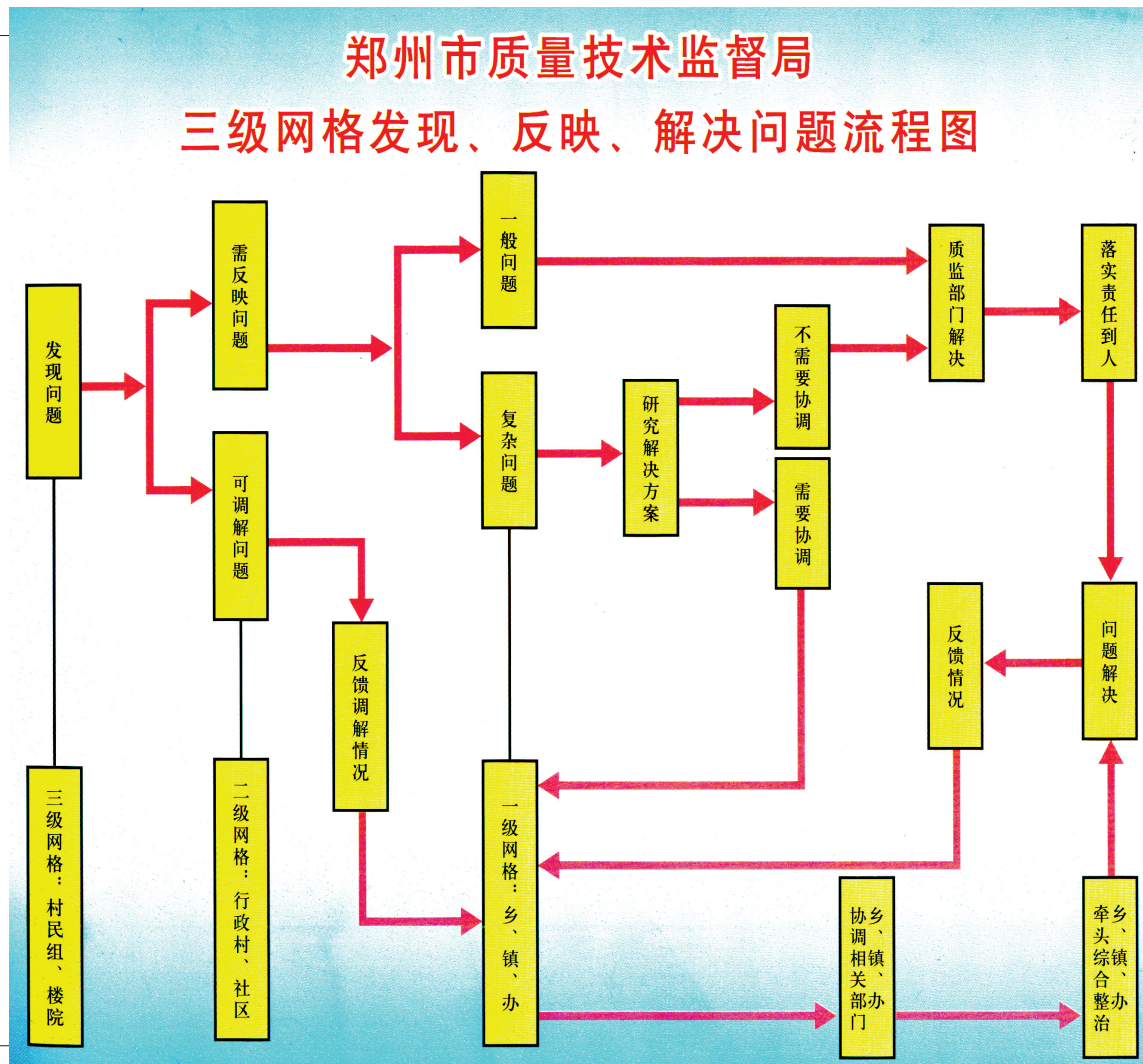 郑州市质量技术监督局
三级网格发现、反映、解决问题流程图
发现问题
需反映问题
可调解问题
反馈调解情况
一般问题
复杂问题
研究解决方案
不需要协调
需要协调
质监部门解决
落实责任到人
问题解决
反馈情况
三级网格：村民组、楼院
二级网格：行政村、社区
一级网格：乡、镇、办
乡、镇、办
协调相关部门
乡、镇、办
牵头综合整治